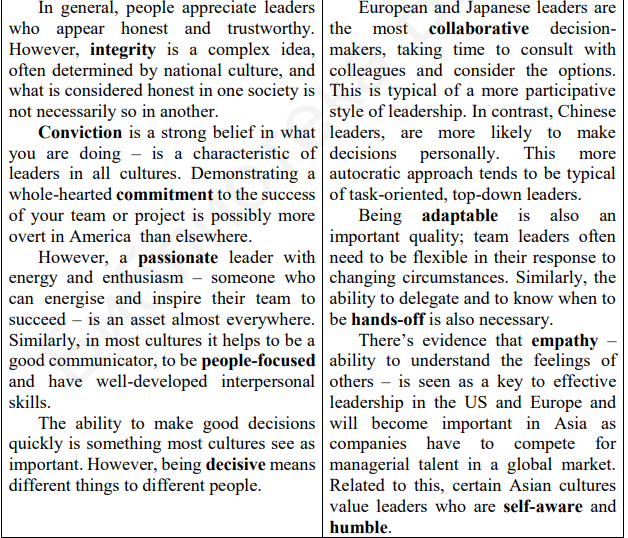 In general, people appreciate leaders
who appear honest and trustworthy.
However, integrity is a complex idea,
often determined by national culture, and
what is considered honest in one society is
not necessarily so in another.
Conviction is a strong belief in what
you are doing – is a characteristic of
leaders in all cultures. Demonstrating a
whole-hearted commitment to the success
of your team or project is possibly more
overt in America than elsewhere.
However, a passionate leader with
energy and enthusiasm – someone who
can energise and inspire their team to
succeed – is an asset almost everywhere.
Similarly, in most cultures it helps to be a
good communicator, to be people-focused
and have well-developed interpersonal
skills.
The ability to make good decisions
quickly is something most cultures see as
important. However, being decisive means
different things to different people.
European and Japanese leaders are
the most collaborative decision-
makers, taking time to consult with
colleagues and consider the options.
This is typical of a more participative
style of leadership. In contrast, Chinese
leaders, are more likely to make
decisions personally. This more
autocratic approach tends to be typical
of task-oriented, top-down leaders.
Being adaptable is also an
important quality; team leaders often
need to be flexible in their response to
changing circumstances. Similarly, the
ability to delegate and to know when to
be hands-off is also necessary.
There's evidence that empathy –
ability to understand the feelings of
others – is seen as a key to effective
leadership in the US and Europe and
will become important in Asia as
companies have to compete for
managerial talent in a global market.
Related to this, certain Asian cultures
value leaders who are self-aware and
humble.